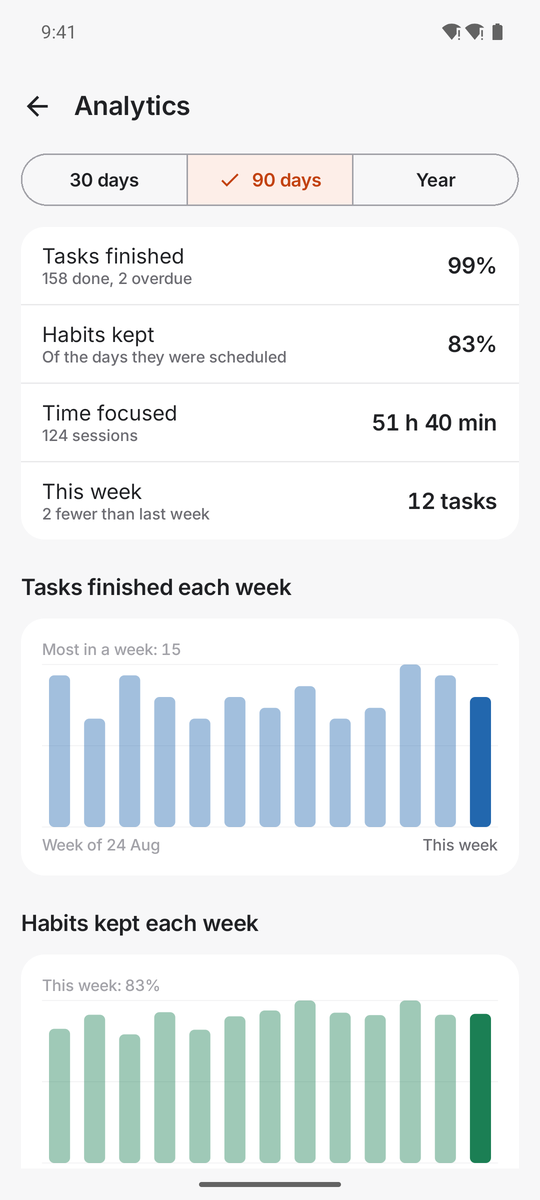 9:41
Analytics
30 days
90 days
Year
Tasks finished
158 done, 2 overdue
99%
Habits kept
Of the days they were scheduled
83%
Time focused
124 sessions
51 h 40 min
This week
2 fewer than last week
12 tasks
Tasks finished each week
Most in a week: 15
Week of 24 Aug
This week
Habits kept each week
This week: 83%